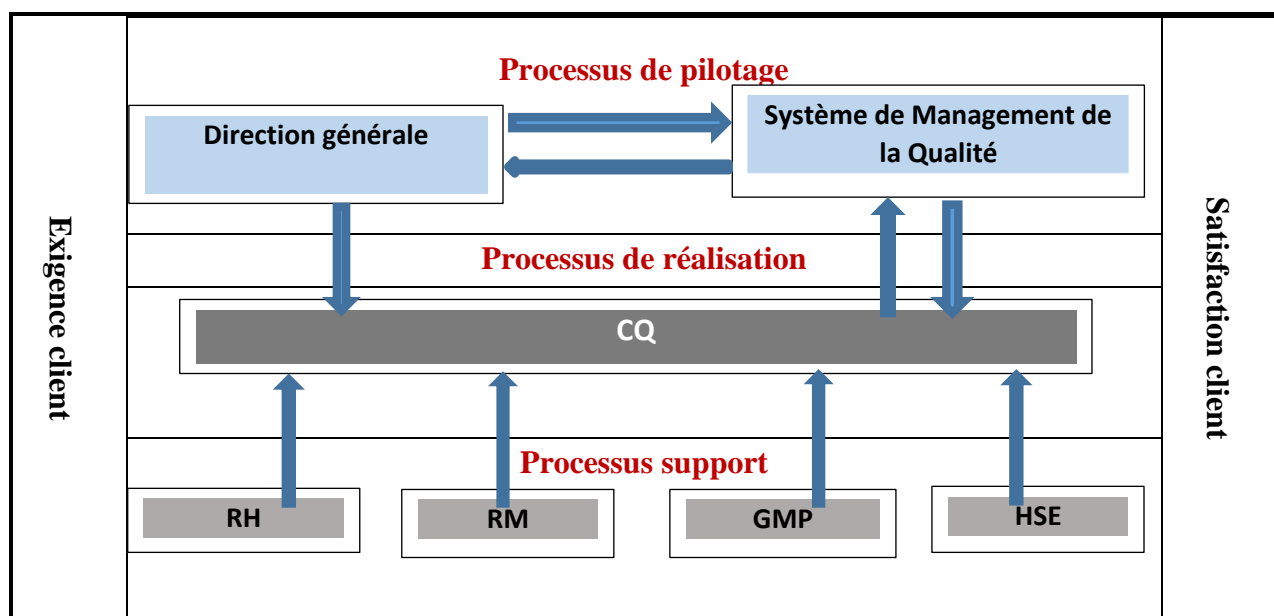 Exigence client
Processus de pilotage
Direction générale
Système de Management de
la Qualité
Processus de réalisation
CQ
Processus support
RH
RM
GMP
HSE
Satisfaction client